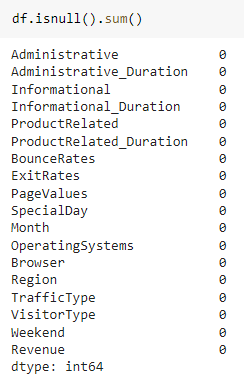 df.isnull().sum()
Administrative 0
Administrative_Duration 0
Informational 0
Informational_Duration 0
ProductRelated 0
ProductRelated_Duration 0
BounceRates 0
ExitRates 0
PageValues 0
SpecialDay 0
Month 0
OperatingSystems 0
Browser 0
Region 0
TrafficType 0
VisitorType 0
Weekend 0
Revenue 0
dtype: int64